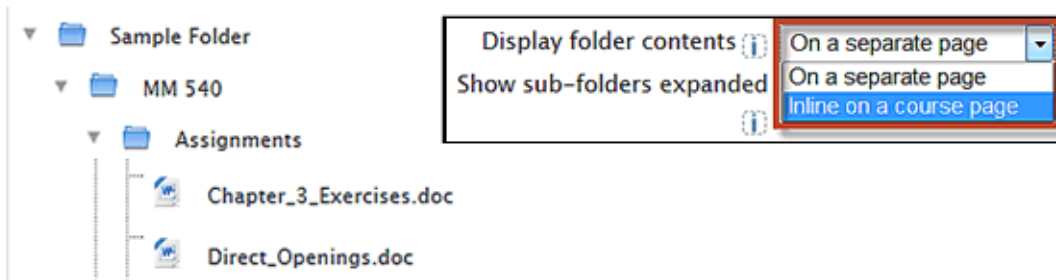 Sample Folder
MM 540
Assignments
Chapter_3_Exercises.doc
Direct_Openings.doc
Display folder contents
On a separate page
On a separate page
Show sub-folders expanded
Inline on a course page